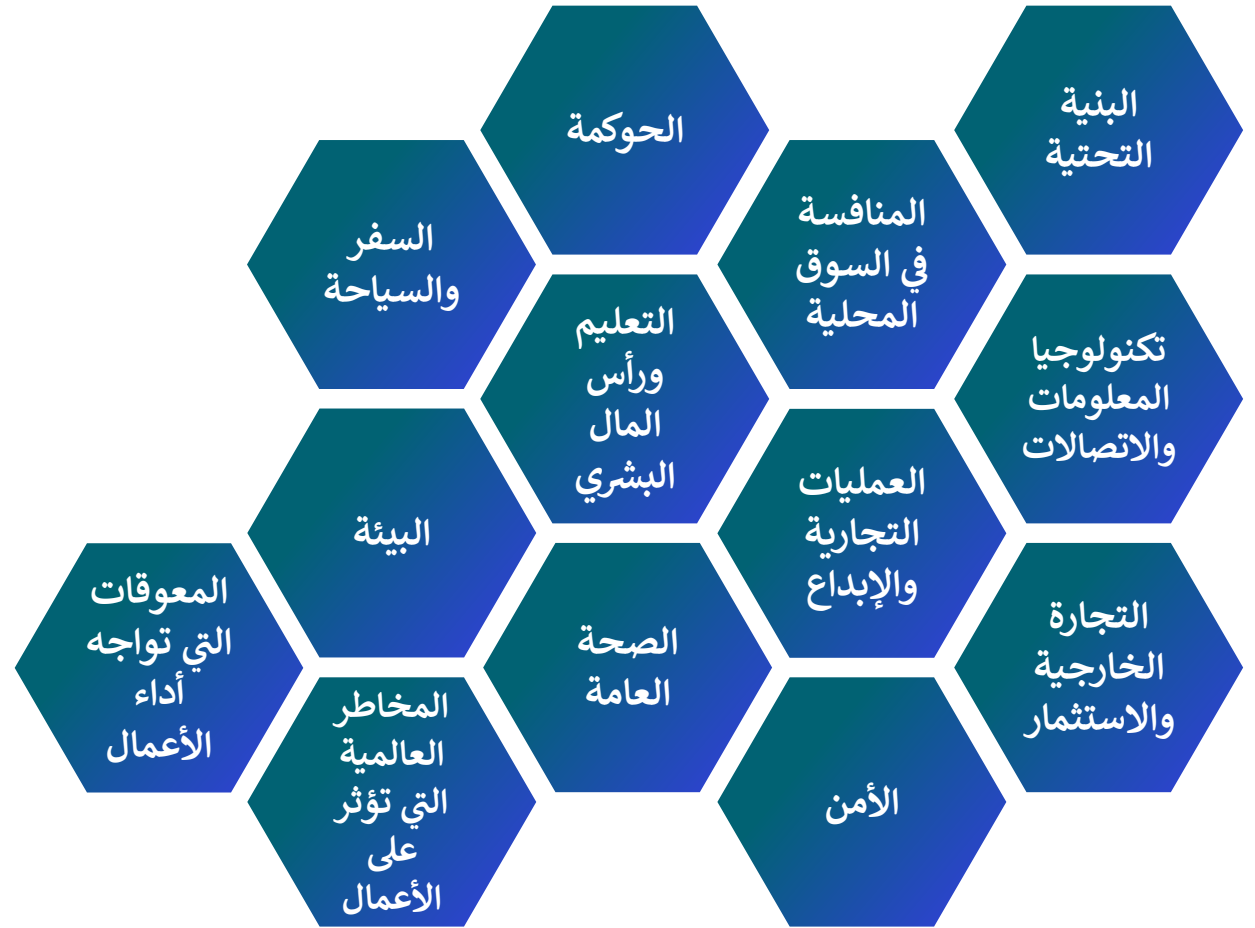 البنية
التحتية
تكنولوجيا
المعلومات
والاتصالات
التجارة
الخارجية
والاستثمار
المنافسة
في السوق
المحلية
العمليات
التجارية
والإبداع
الأمن
الحوكمة
التعليم
ورأس
المال
البشري
الصحة
العامة
السفر
والسياحة
البيئة
المخاطر
العالمية
التي تؤثر
على
الأعمال
المعوقات
التي تواجه
أداء
الأعمال